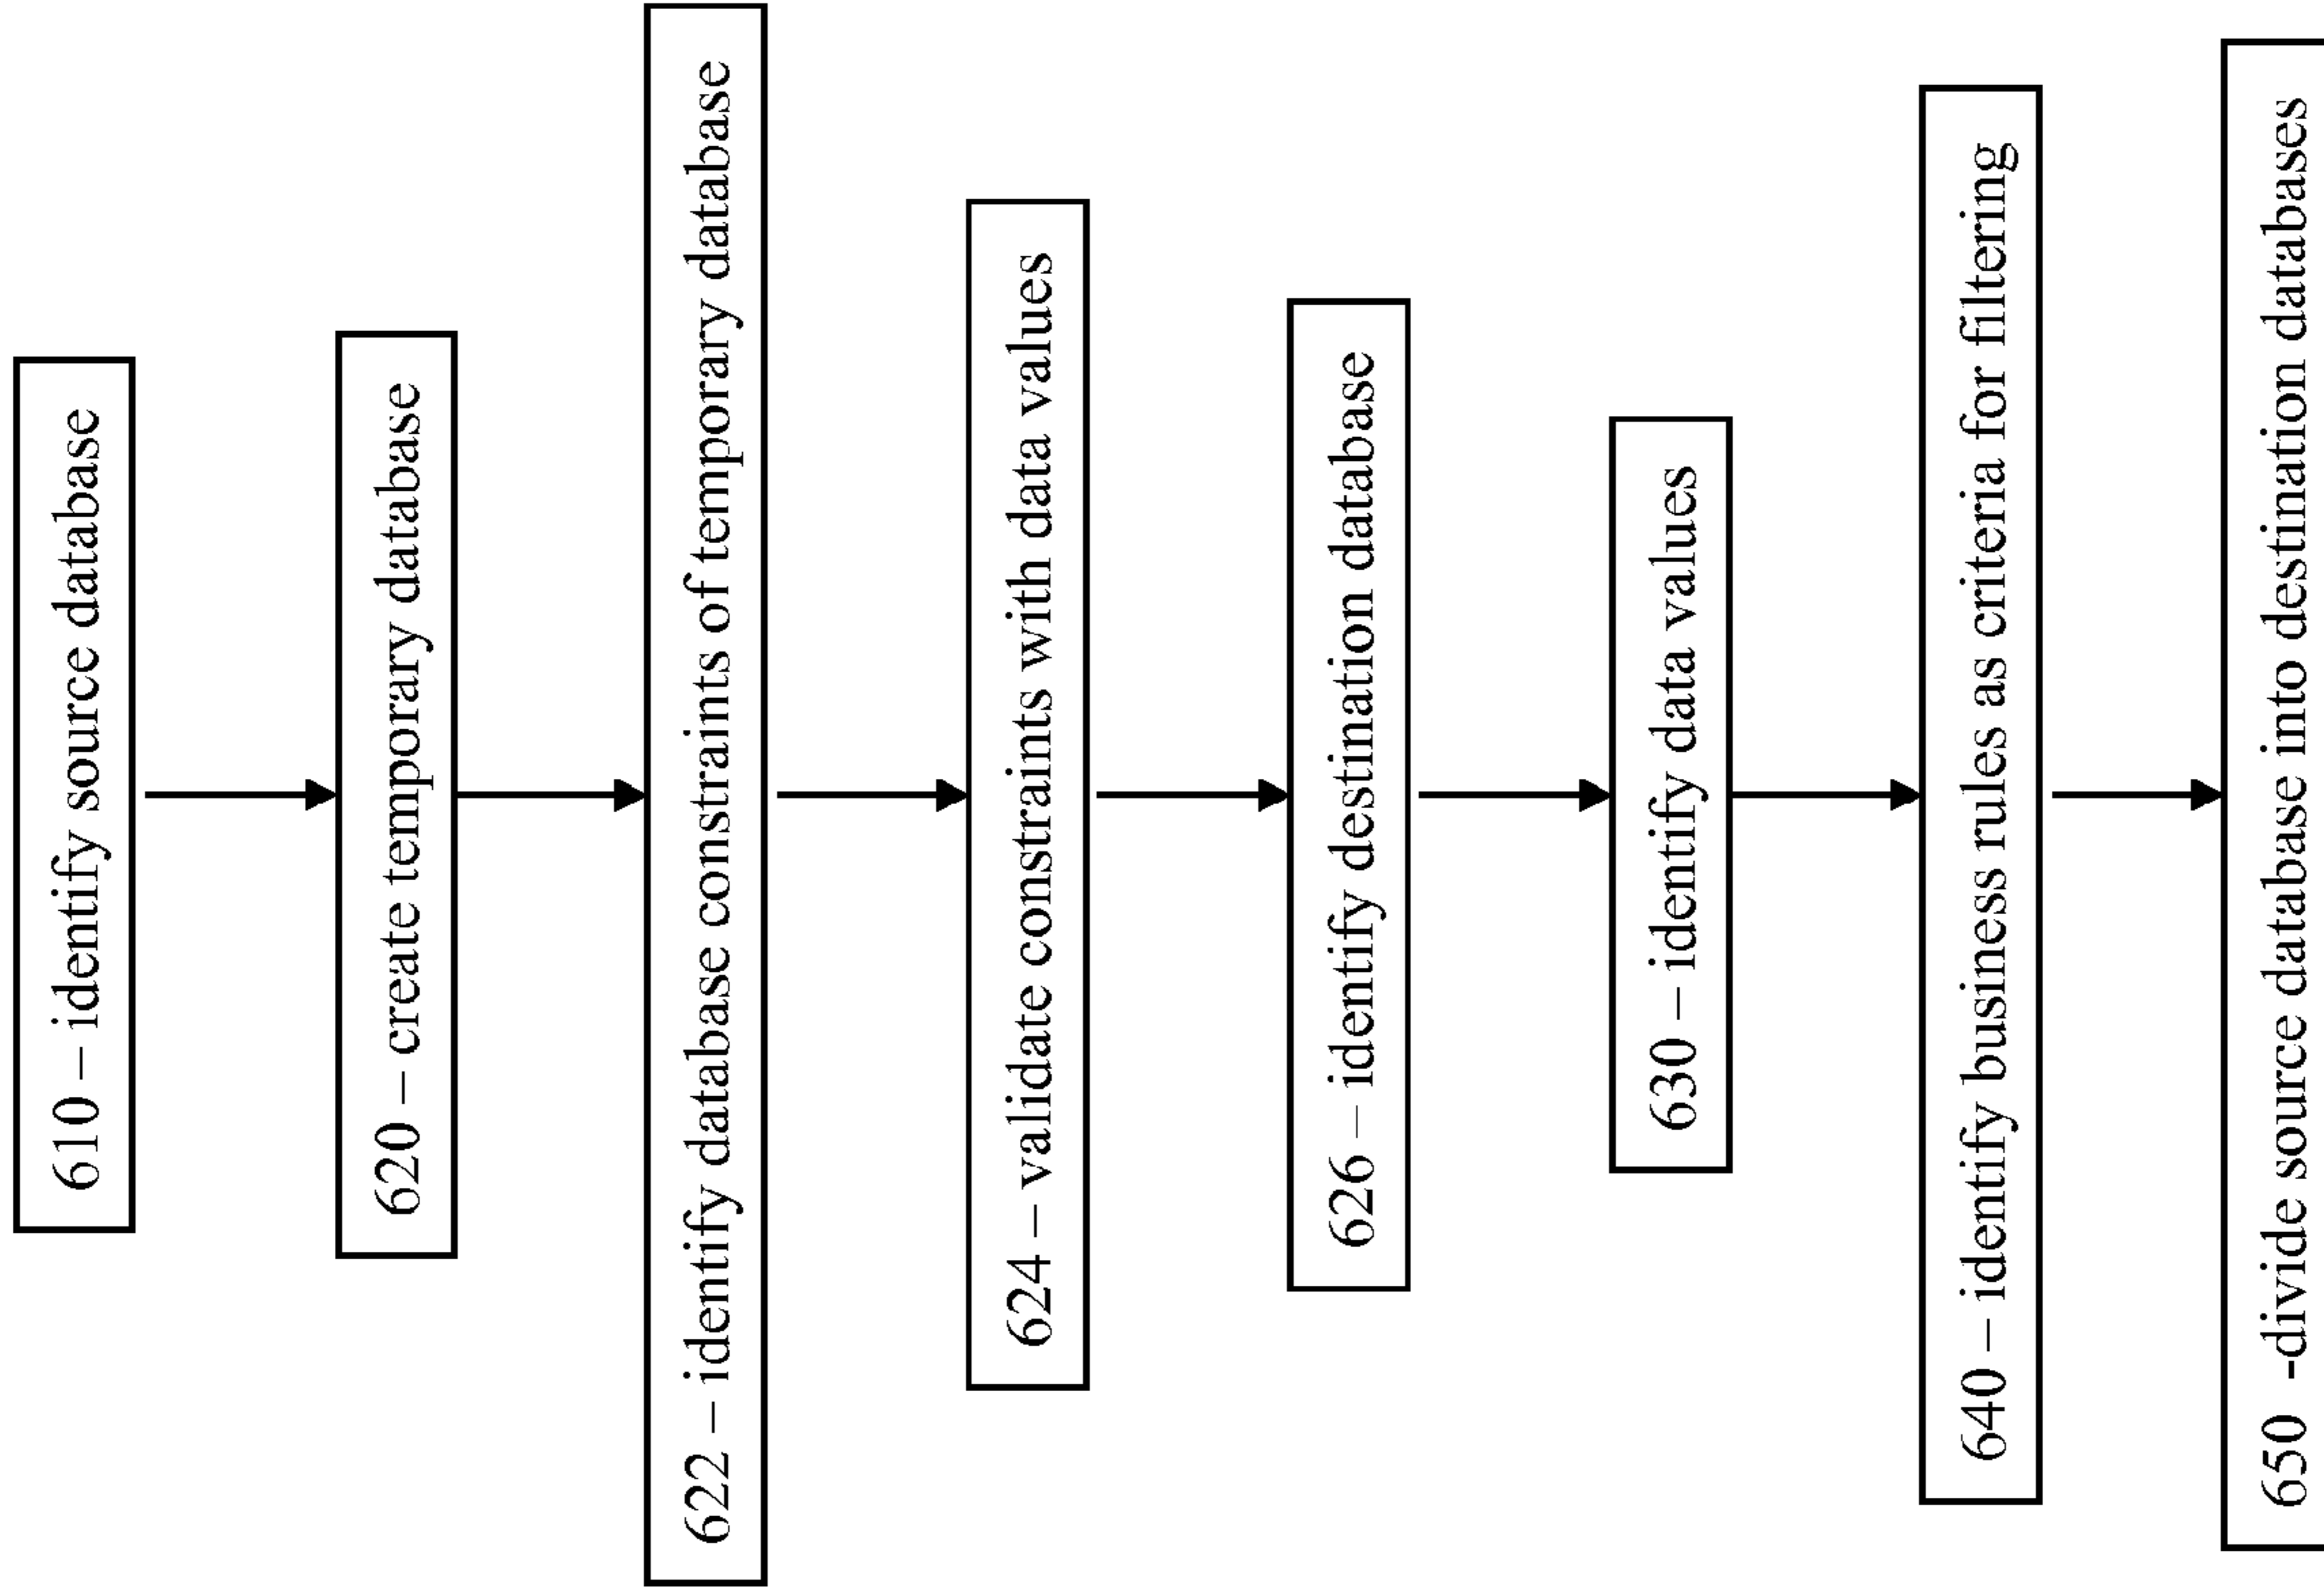 610 – identify source database
620 – create temporary database
622 – identify database constraints of temporary database
624 – validate constraints with data values
626 – identify destination database
630 – identify data values
640 – identify business rules as criteria for filtering
650 -divide source database into destination databases